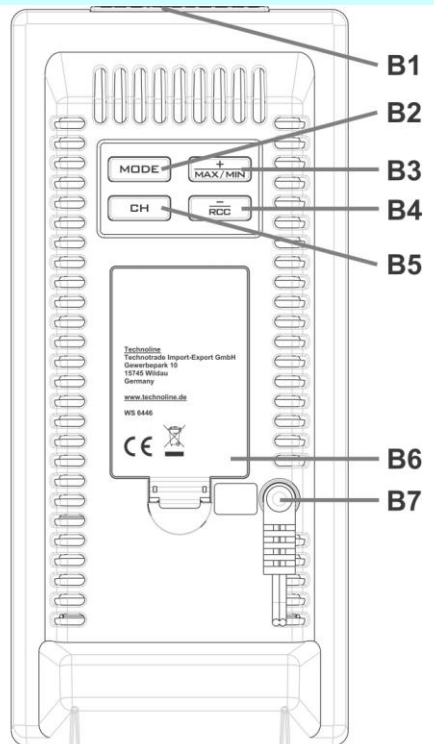 B1
B2
MODE
+
MAX/MIN
B3
CH
−
RCC
B4
B5
Technoline
Technotrade Import-Export GmbH
Gewerbepark 10
15745 Wildau
Germany
www.technoline.de
WS 6446
CE
B6
B7